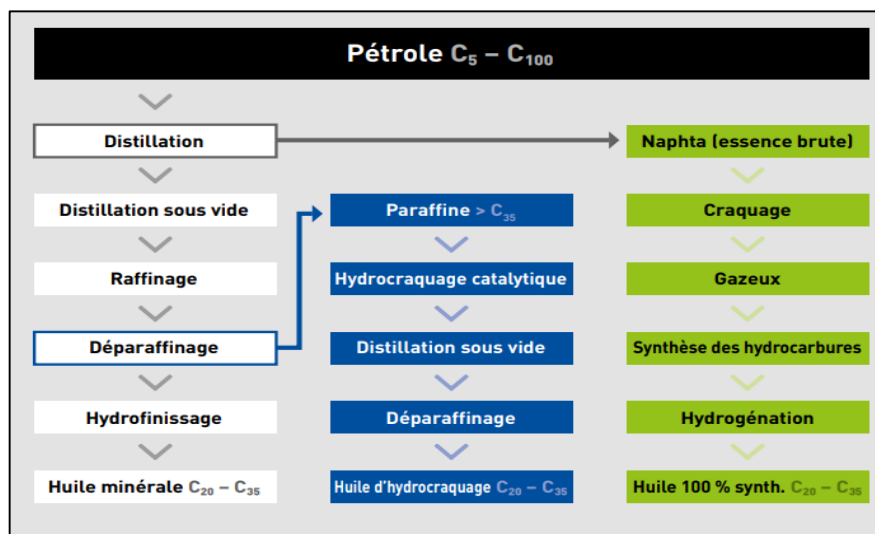 Pétrole C₅ – C₁₀₀
Distillation
Naphta (essence brute)
Distillation sous vide
Paraffine > C₃₅
Craquage
Raffinage
Hydrocraquage catalytique
Gazeux
Déparaffinage
Distillation sous vide
Synthèse des hydrocarbures
Hydrofinissage
Déparaffinage
Hydrogénation
Huile minérale C₂₀ – C₃₅
Huile d'hydrocraquage C₂₀ – C₃₅
Huile 100 % synth. C₂₀ – C₃₅